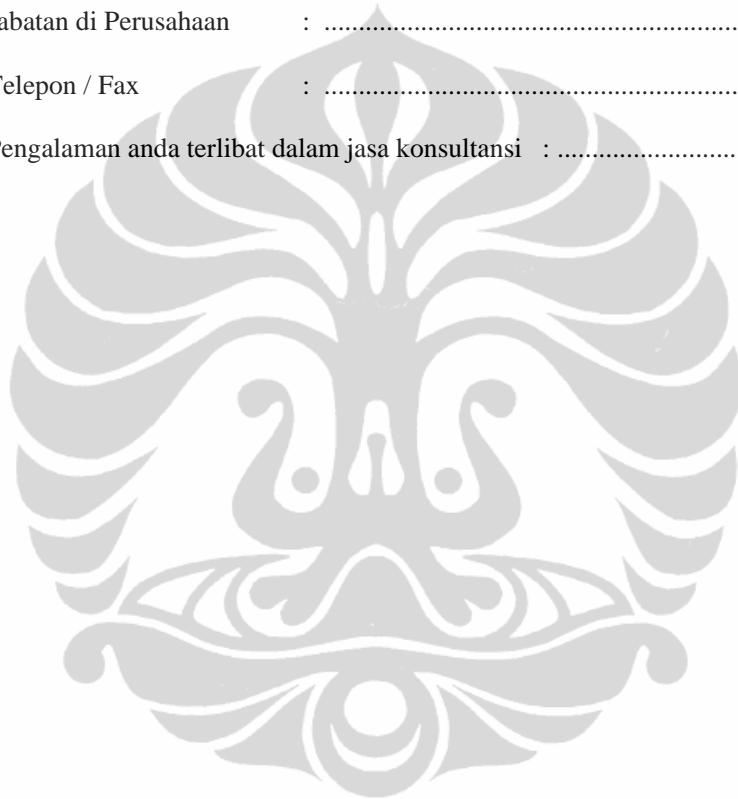 abatan di Perusahaan : ............................................................
Telepon / Fax : ............................................................
Pengalaman anda terlibat dalam jasa konsultansi : ..........................